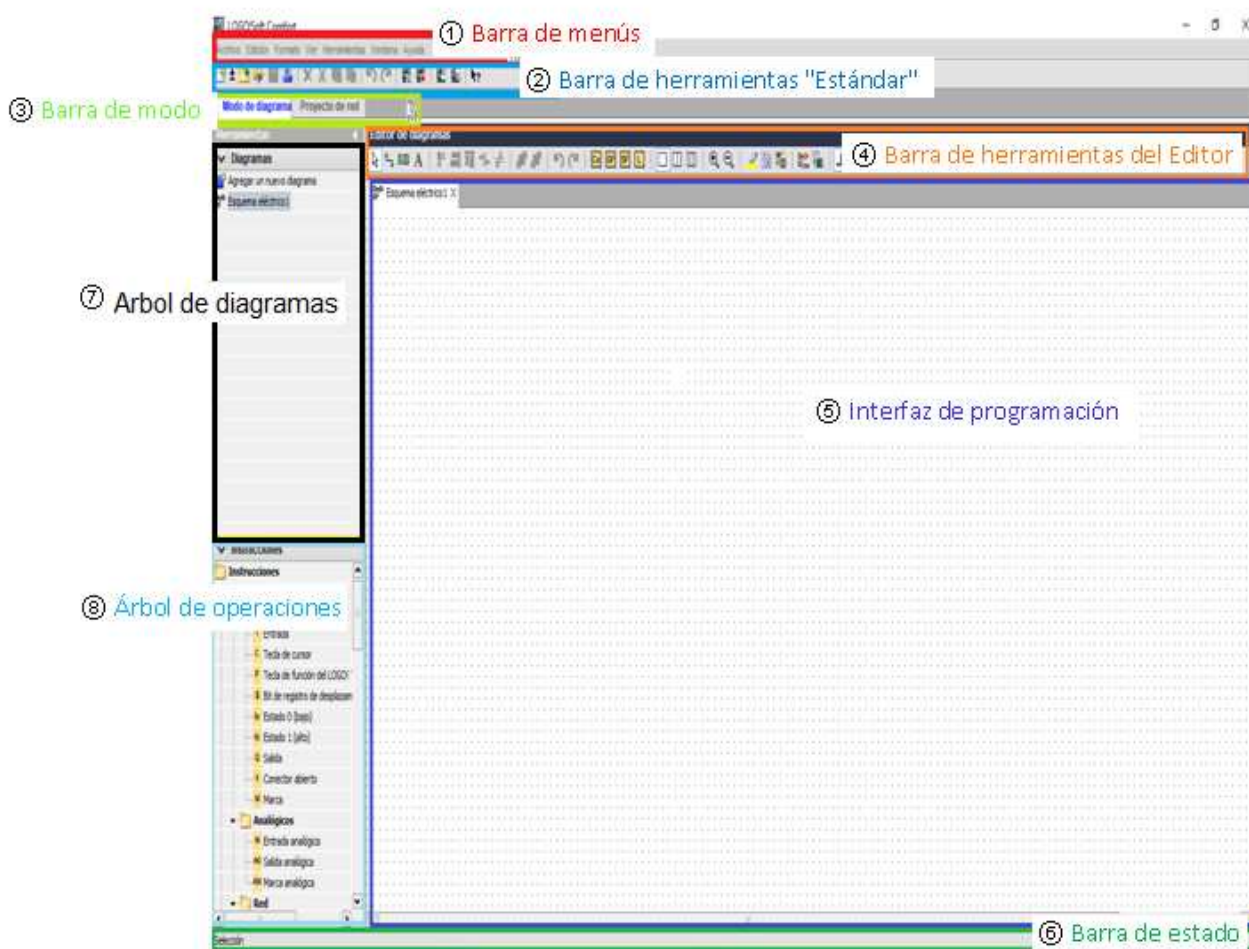 LOGO!Soft Comfort
① Barra de menús
Archivo Edición Formato Ver Herramientas Ventana Ayuda
② Barra de herramientas "Estándar"
③ Barra de modo
Modo de diagrama Proyecto de red
Herramientas
Editor de diagramas
④ Barra de herramientas del Editor
Diagramas
Agregar un nuevo diagrama
Esquema eléctrico1
Esquema eléctrico1 X
⑦ Arbol de diagramas
⑤ Interfaz de programación
Instrucciones
Instrucciones
⑧ Árbol de operaciones
Entrada
Tecla de cursor
Tecla de función del LOGO!
Bit de registro de desplazam
Estado 0 (bajo)
Estado 1 (alto)
Salida
Conector abierto
Marca
Analógicos
Entrada analógica
Salida analógica
Marca analógica
Red
⑥ Barra de estado
Selección